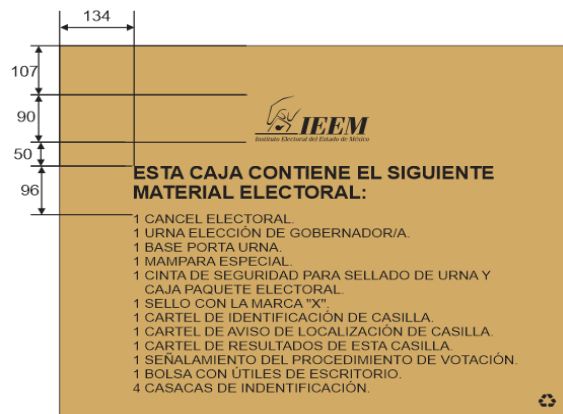 134
107
90
50
96
IEEM
Instituto Electoral del Estado de México
ESTA CAJA CONTIENE EL SIGUIENTE
MATERIAL ELECTORAL:
1 CANCEL ELECTORAL.
1 URNA ELECCIÓN DE GOBERNADOR/A.
1 BASE PORTA URNA.
1 MAMPARA ESPECIAL.
1 CINTA DE SEGURIDAD PARA SELLADO DE URNA Y
CAJA PAQUETE ELECTORAL.
1 SELLO CON LA MARCA "X".
1 CARTEL DE IDENTIFICACIÓN DE CASILLA.
1 CARTEL DE AVISO DE LOCALIZACIÓN DE CASILLA.
1 CARTEL DE RESULTADOS DE ESTA CASILLA.
1 SEÑALAMIENTO DEL PROCEDIMIENTO DE VOTACIÓN.
1 BOLSA CON ÚTILES DE ESCRITORIO.
4 CASACAS DE INDENTIFICACIÓN.